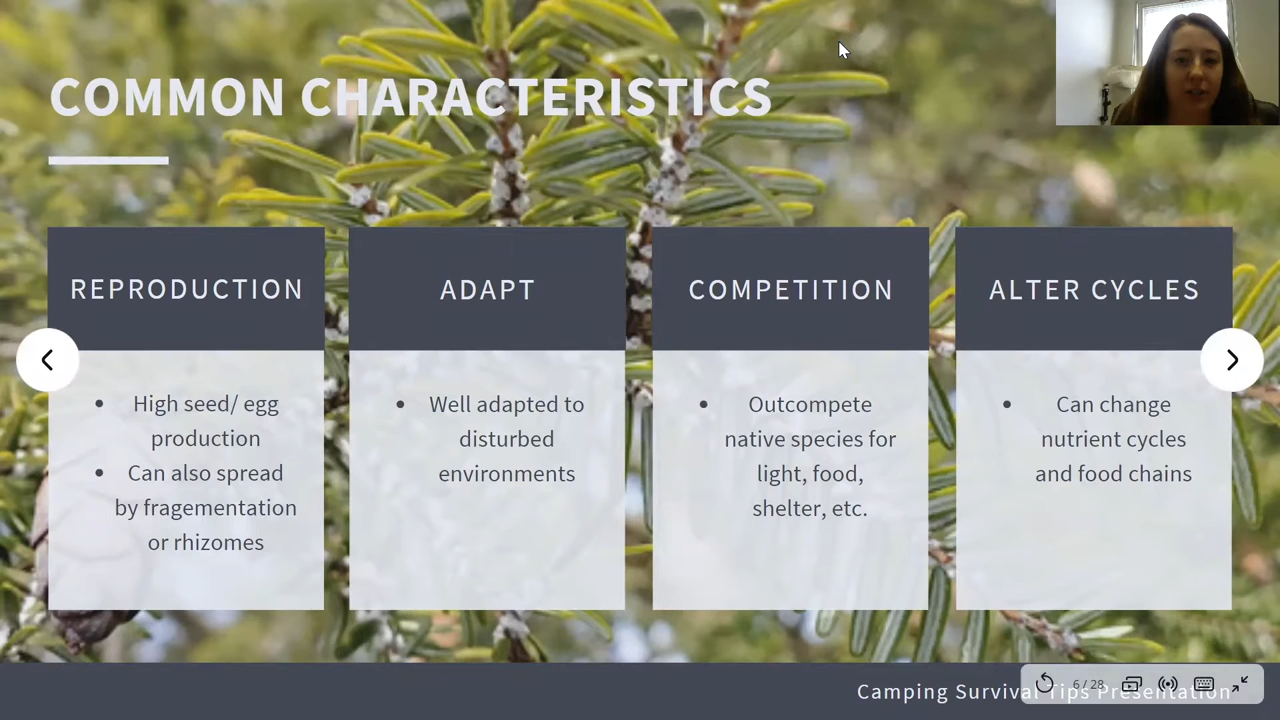 COMMON CHARACTERISTICS
REPRODUCTION
High seed/ egg
production
Can also spread
by fragementation
or rhizomes
ADAPT
Well adapted to
disturbed
environments
COMPETITION
Outcompete
native species for
light, food,
shelter, etc.
ALTER CYCLES
Can change
nutrient cycles
and food chains
Camping Survival Tips Presentation
6 / 28